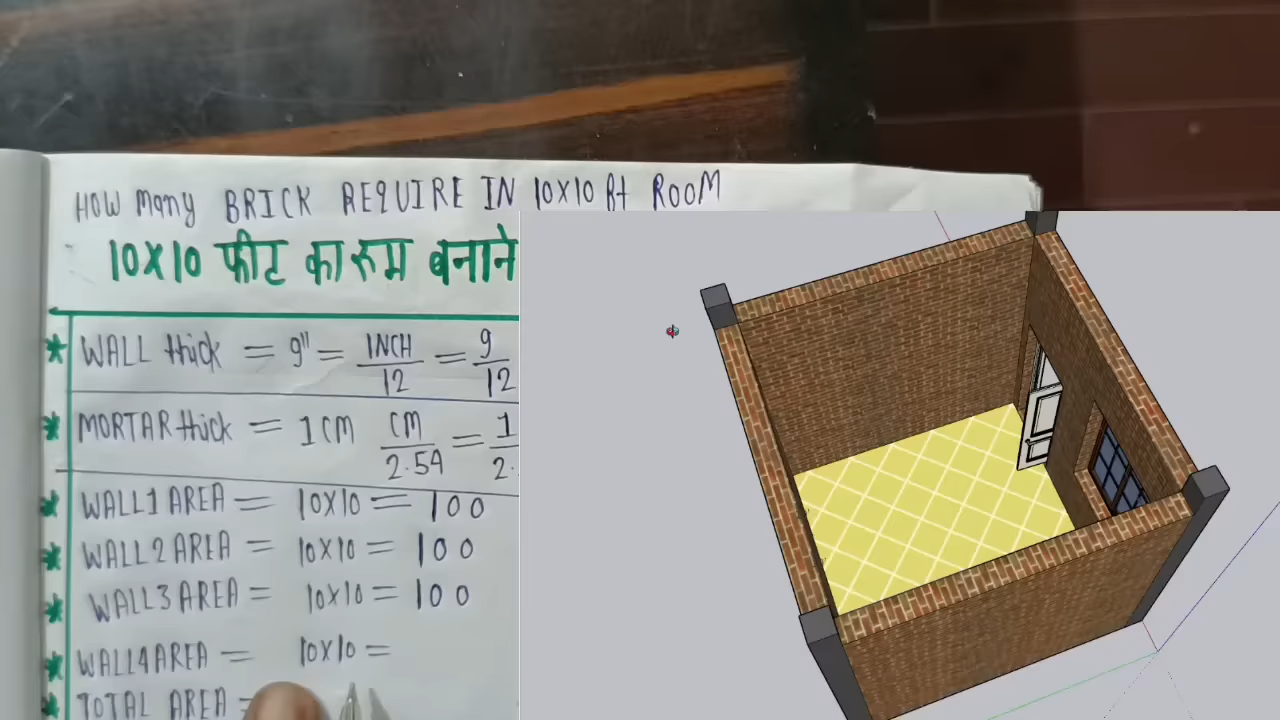 HOW Many BRICK REQUIRE IN 10X10 Ft ROOM
10X10 फीट का रूम बनाने
* WALL thick = 9" = INCH/12 = 9/12
* MORTAR thick = 1 CM CM/2.54 = 1/2.
* WALL1 AREA = 10X10 = 100
* WALL2 AREA = 10X10 = 100
* WALL3 AREA = 10X10 = 100
* WALL4 AREA = 10X10 =
* TOTAL AREA =